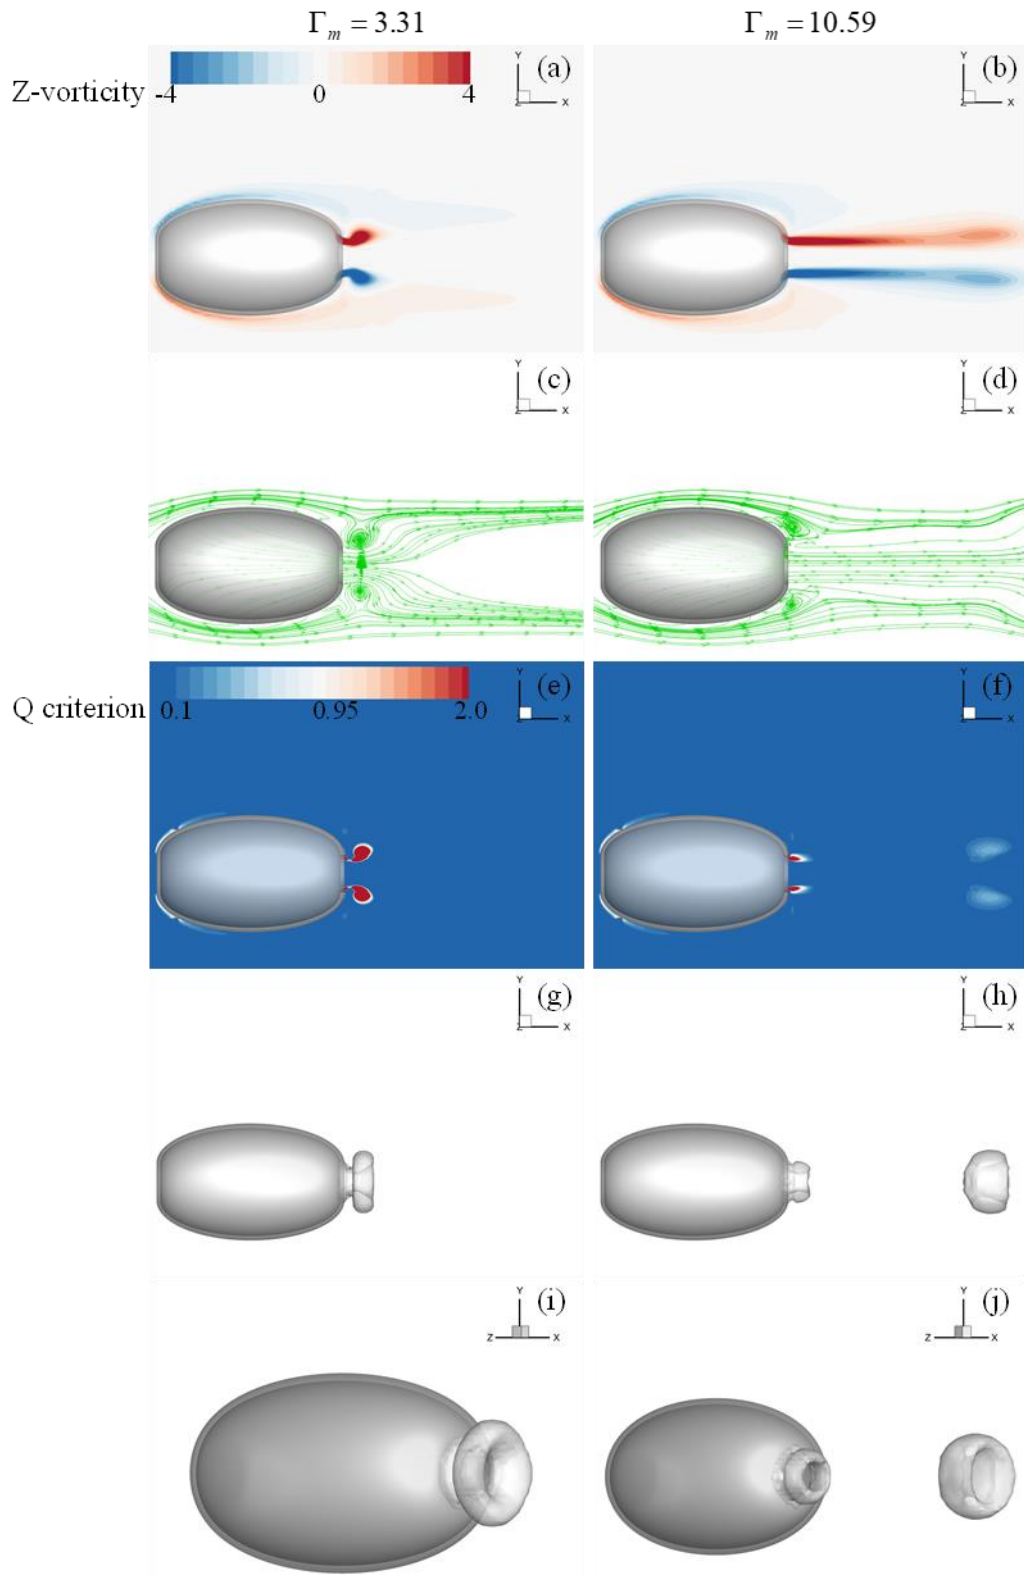 Γm = 3.31 Γm = 10.59
Y (a) Y (b)
Z-vorticity -4 0 4 Z X Z X
Y (c) Y (d)
Z X Z X
Y (e) Y (f)
Q criterion 0.1 0.95 2.0 Z X Z X
Y (g) Y (h)
Z X Z X
Y (i) Y (j)
Z X Z X